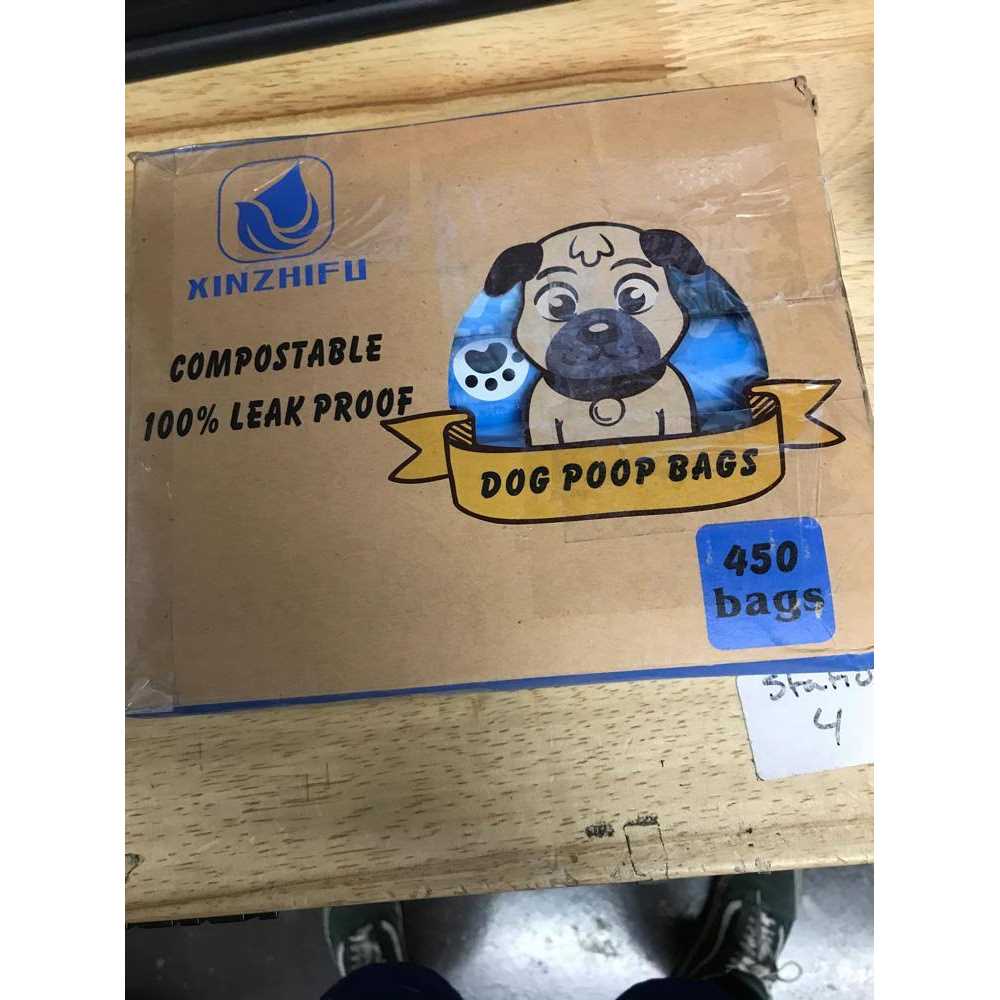 XINZHIFU
COMPOSTABLE
100% LEAK PROOF
DOG POOP BAGS
450
bags
4